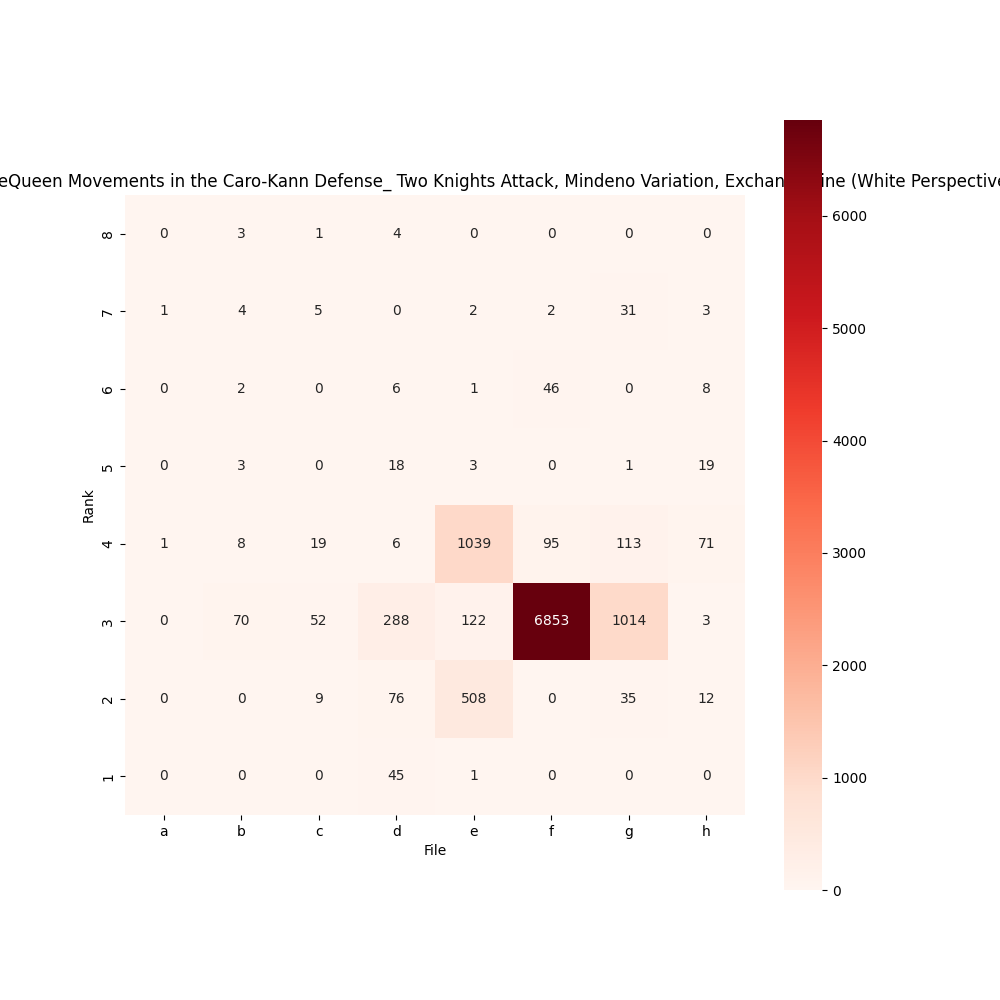 eQueen Movements in the Caro-Kann Defense_ Two Knights Attack, Mindeno Variation, (White Perspective
8 0 3 1 4 0 0 0 0
7 1 4 5 0 2 2 31 3
6 0 2 0 6 1 46 0 8
5 0 3 0 18 3 0 1 19
4 1 8 19 6 1039 95 113 71
3 0 70 52 288 122 6853 1014 3
2 0 0 9 76 508 0 35 12
1 0 0 0 45 1 0 0 0
a b c d e f g h
File
Rank
6000
5000
4000
3000
2000
1000
0